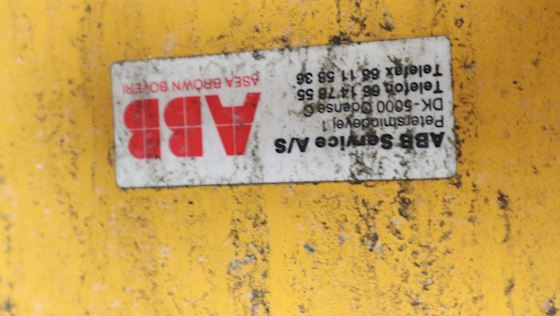 ABB
ASEA BROWN BOVERI
ABB Service A/S
Petersmindevej 1
DK-5000 Odense C
Telefon 66 14 78 55
Telefax 66 11 58 36